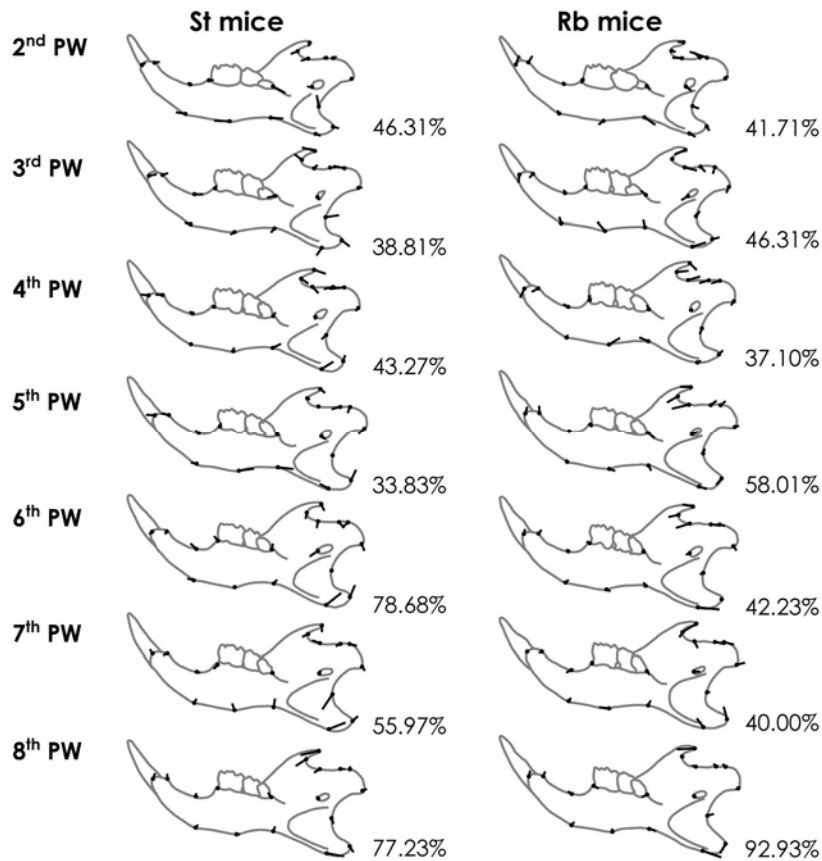 St mice Rb mice
2nd PW
46.31% 41.71%
3rd PW
38.81% 46.31%
4th PW
43.27% 37.10%
5th PW
33.83% 58.01%
6th PW
78.68% 42.23%
7th PW
55.97% 40.00%
8th PW
77.23% 92.93%